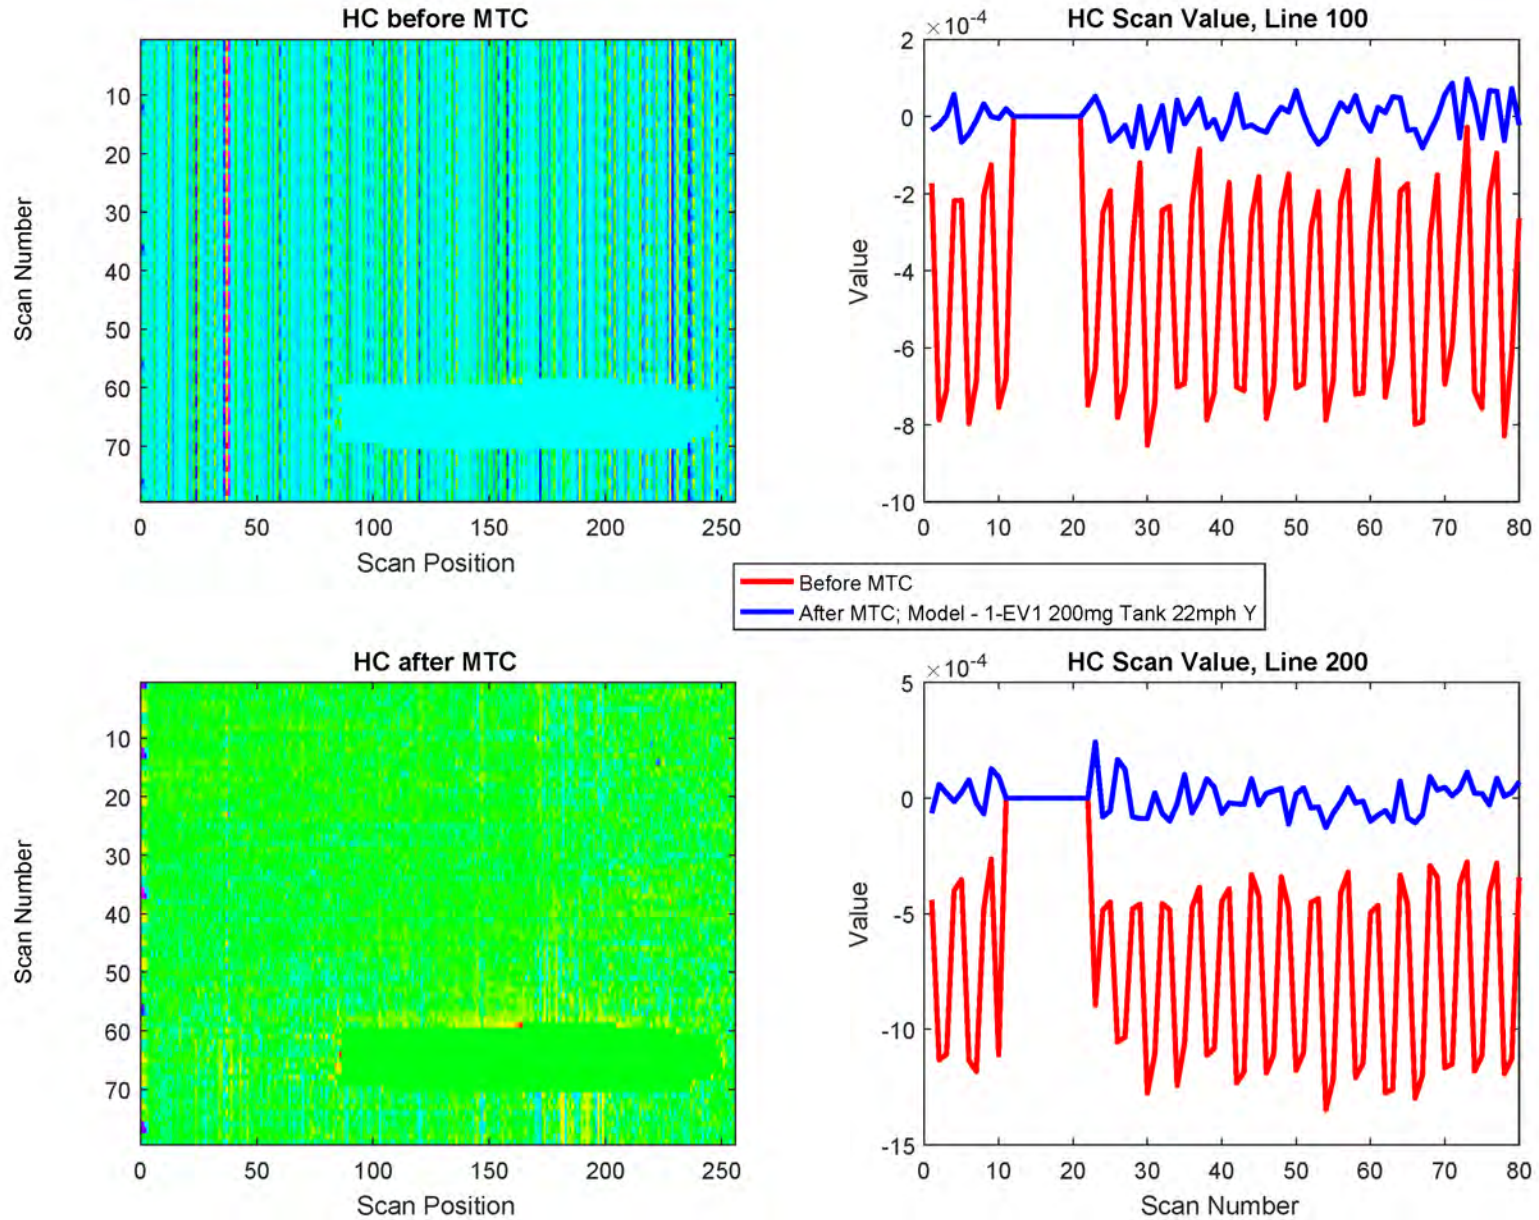 HC before MTC
Scan Number
10
20
30
40
50
60
70
0 50 100 150 200 250
Scan Position
HC Scan Value, Line 100
×10⁻⁴
Value
2
0
-2
-4
-6
-8
-10
0 10 20 30 40 50 60 70 80
Before MTC
After MTC; Model - 1-EV1 200mg Tank 22mph Y
HC after MTC
Scan Number
10
20
30
40
50
60
70
0 50 100 150 200 250
Scan Position
HC Scan Value, Line 200
×10⁻⁴
Value
5
0
-5
-10
-15
0 10 20 30 40 50 60 70 80
Scan Number